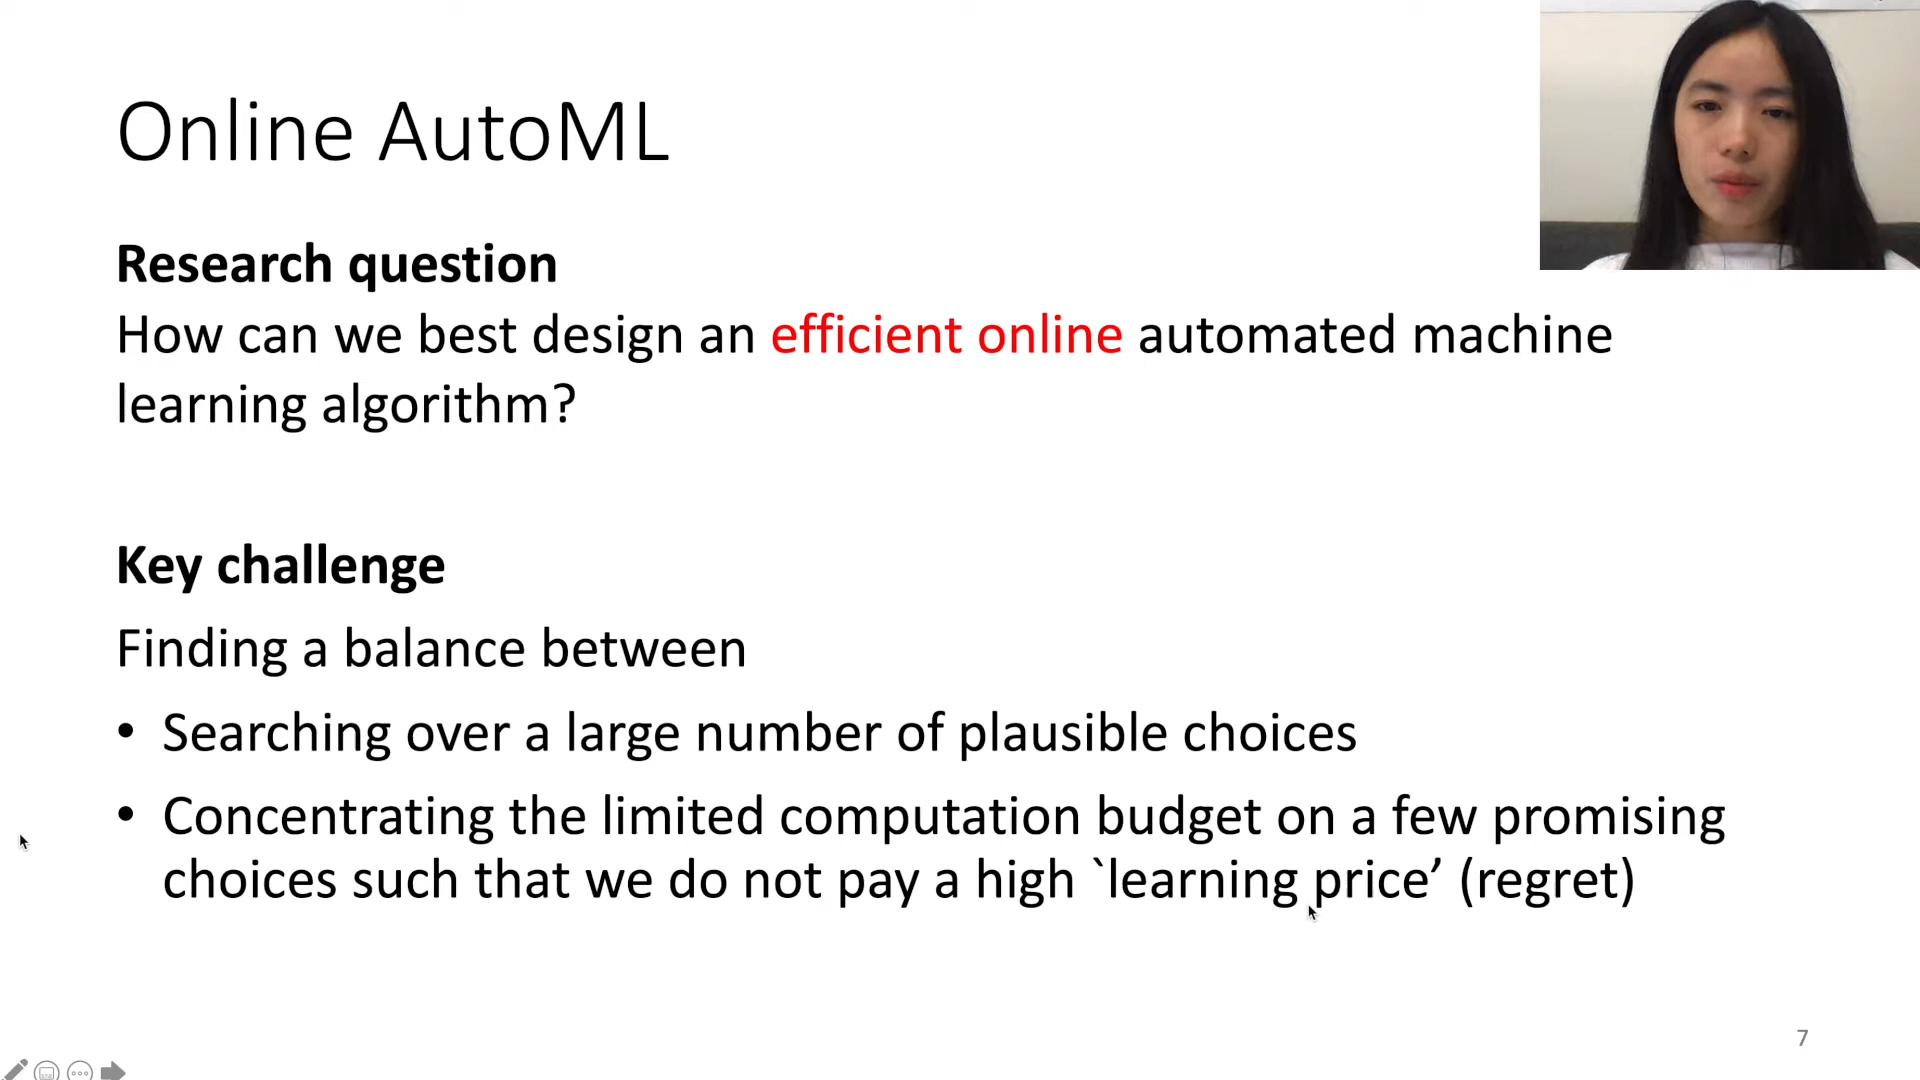 Online AutoML
Research question
How can we best design an efficient online automated machine
learning algorithm?
Key challenge
Finding a balance between
• Searching over a large number of plausible choices
• Concentrating the limited computation budget on a few promising
choices such that we do not pay a high `learning price’ (regret)
7